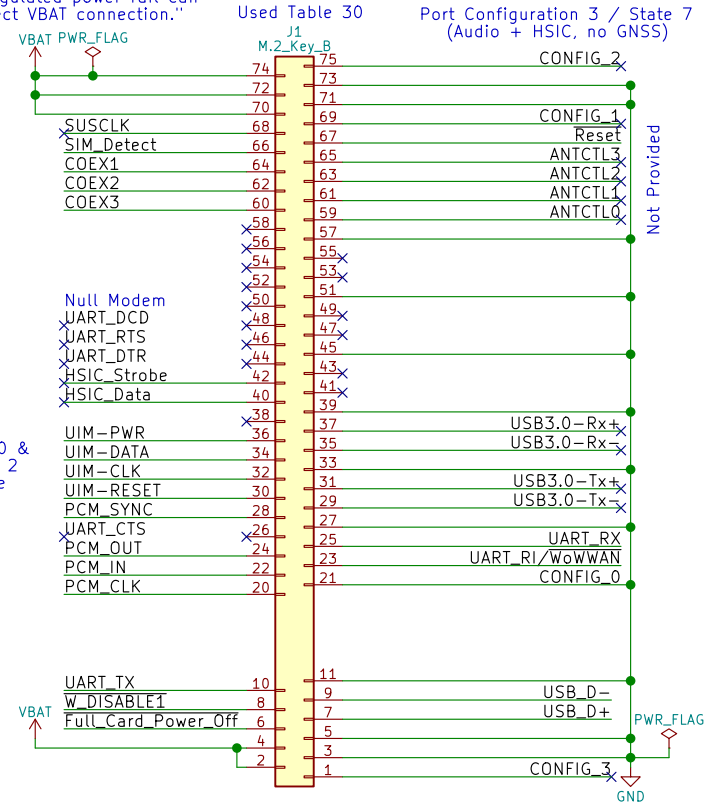 gulated power rail can
ect VBAT connection."
Used Table 30
Port Configuration 3 / State 7
(Audio + HSIC, no GNSS)
VBAT PWR_FLAG
J1
M.2_Key_B
74
75 CONFIG_2
72
73
70
71
SUSCLK 68
69 CONFIG_1
SIM_Detect 66
67 Reset
COEX1 64
65 ANTCTL3
COEX2 62
63 ANTCTL2
COEX3 60
61 ANTCTL1
58
59 ANTCTL0
Not Provided
56
57
54
55
52
53
Null Modem
50
51
UART_DCD 48
49
UART_RTS 46
47
UART_DTR 44
45
HSIC_Strobe 42
43
HSIC_Data 40
41
38
39
0 &
2
e
UIM-PWR 36
37 USB3.0-Rx+
UIM-DATA 34
35 USB3.0-Rx-
UIM-CLK 32
33
UIM-RESET 30
31 USB3.0-Tx+
PCM_SYNC 28
29 USB3.0-Tx-
UART_CTS 26
27
PCM_OUT 24
25 UART_RX
PCM_IN 22
23 UART_RI/WoWWAN
PCM_CLK 20
21 CONFIG_0
UART_TX 10
11
W_DISABLE1 8
9 USB_D-
Full_Card_Power_Off 6
7 USB_D+
VBAT
4
5
2
3
PWR_FLAG
1 CONFIG_3
GND